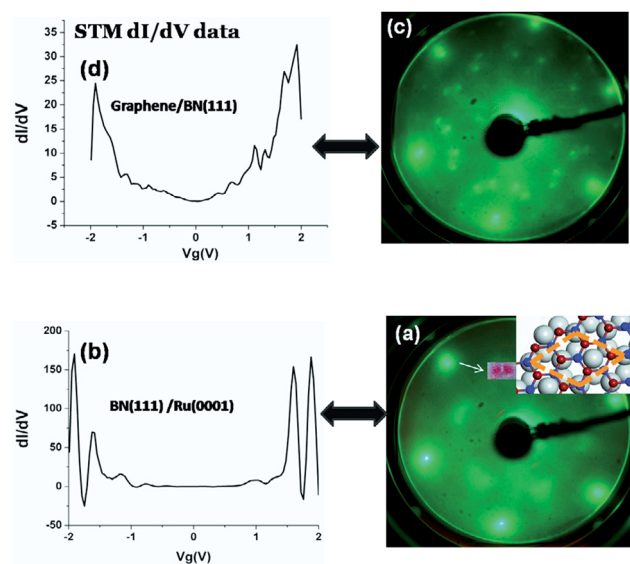 STM dI/dV data
(d)
Graphene/BN(111)
dI/dV
35
30
25
20
15
10
5
0
-5
-2
-1
0
1
2
Vg(V)
(c)
(b)
BN(111) /Ru(0001)
dI/dV
200
150
100
50
0
-50
-2
-1
0
1
2
Vg(V)
(a)